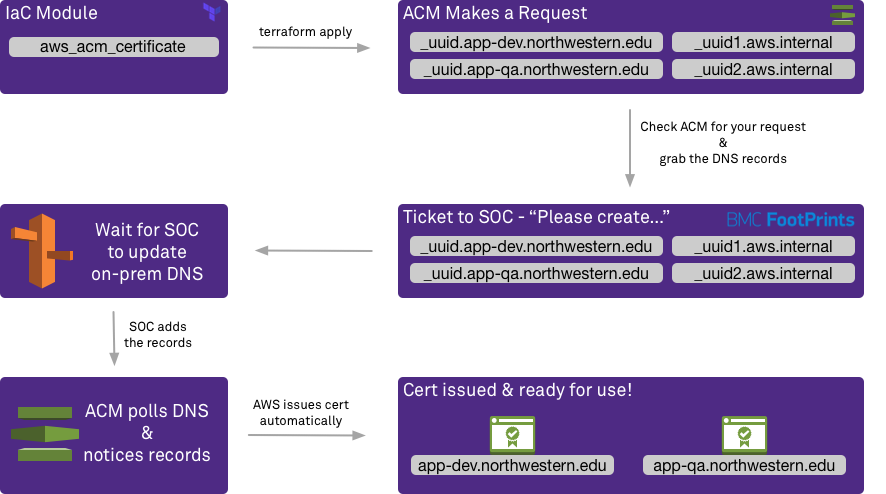 IaC Module
aws_acm_certificate
terraform apply
ACM Makes a Request
_uuid.app-dev.northwestern.edu
_uuid1.aws.internal
_uuid.app-qa.northwestern.edu
_uuid2.aws.internal
Check ACM for your request
&
grab the DNS records
Ticket to SOC - “Please create...”
BMC FootPrints
_uuid.app-dev.northwestern.edu
_uuid1.aws.internal
_uuid.app-qa.northwestern.edu
_uuid2.aws.internal
Wait for SOC
to update
on-prem DNS
SOC adds
the records
ACM polls DNS
&
notices records
AWS issues cert
automatically
Cert issued & ready for use!
app-dev.northwestern.edu
app-qa.northwestern.edu